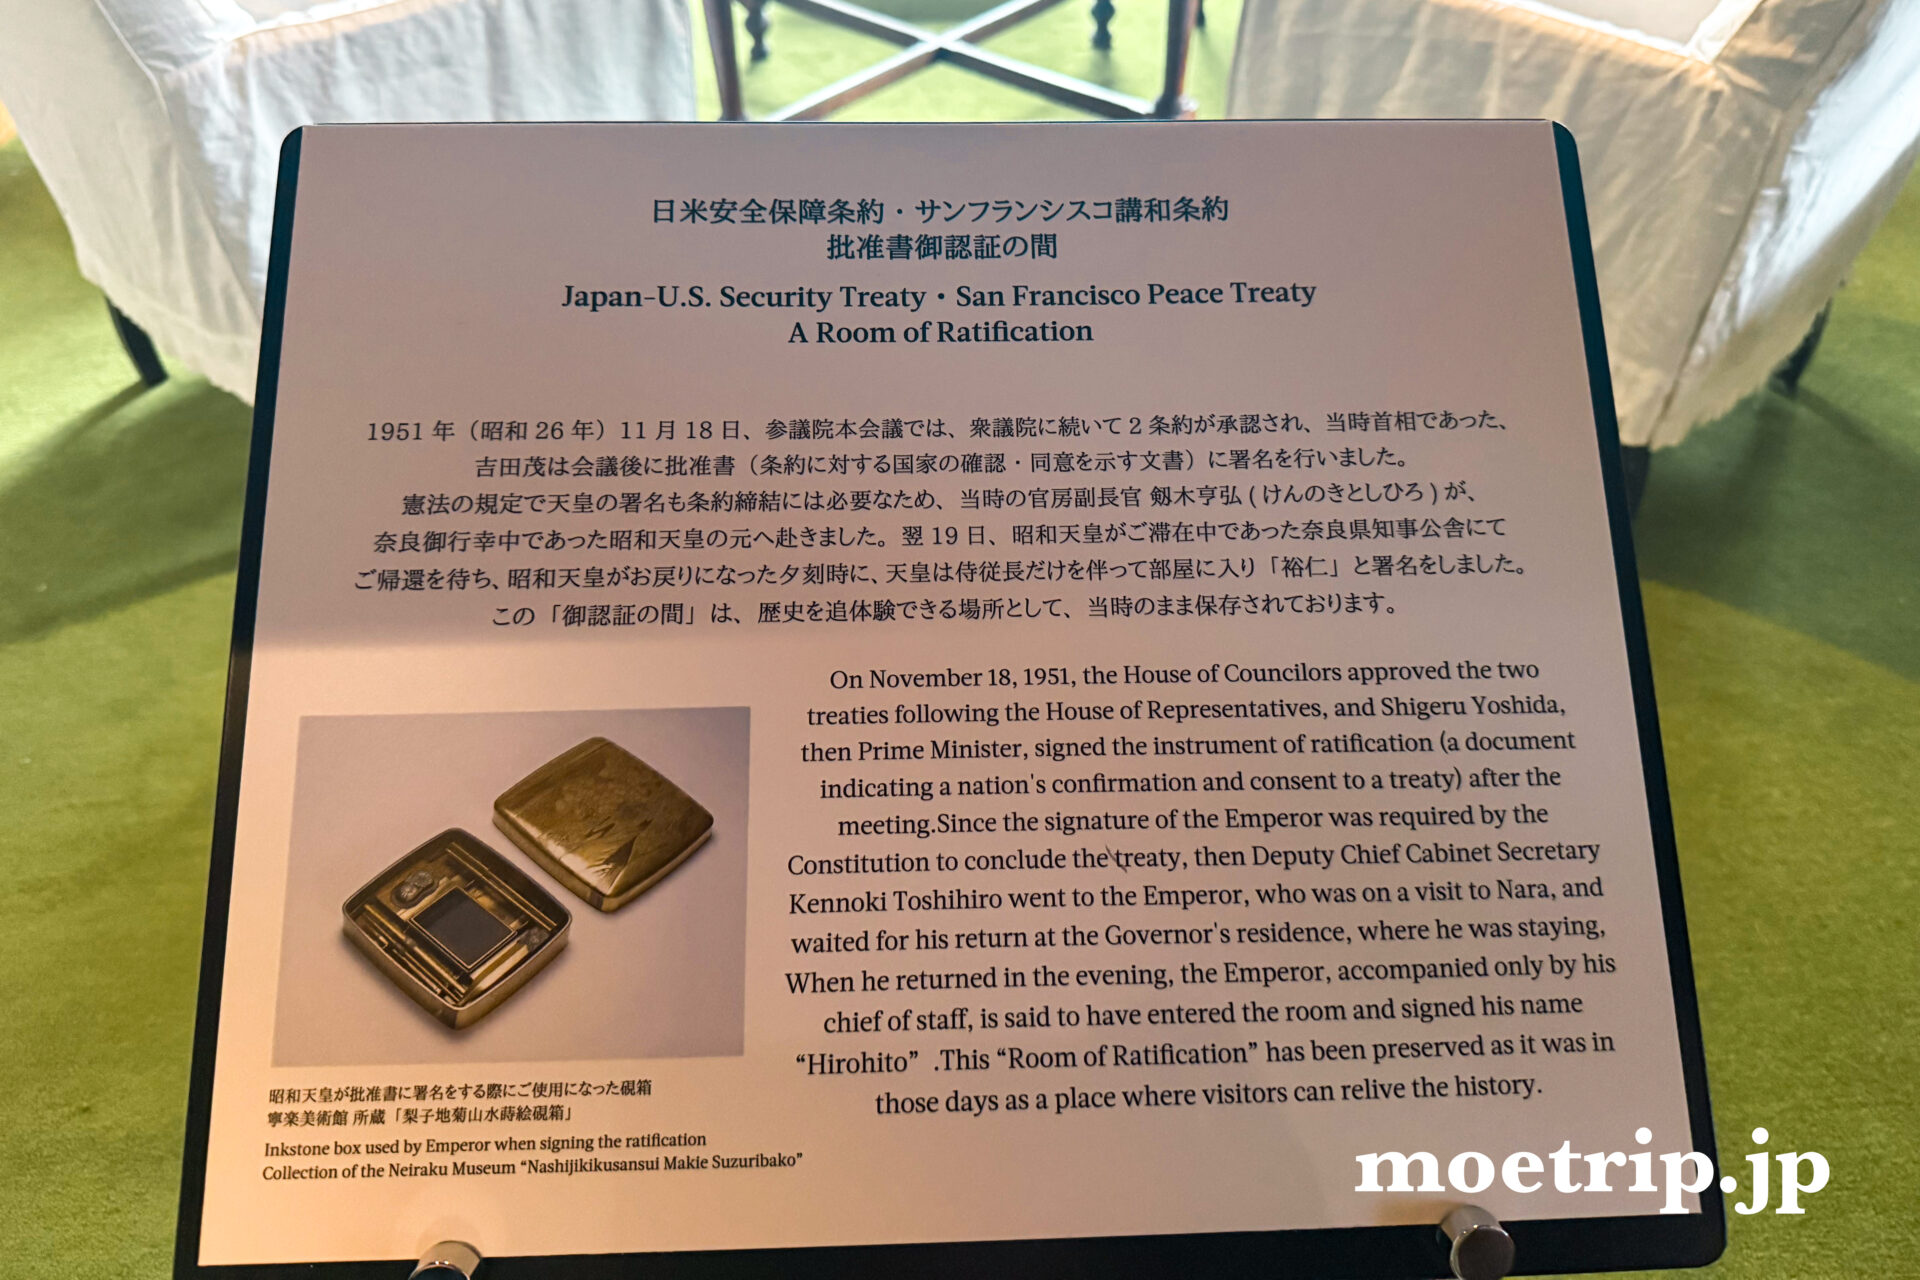 日米安全保障条約・サンフランシスコ講和条約
批准書御認証の間
Japan-U.S. Security Treaty・San Francisco Peace Treaty
A Room of Ratification
1951年（昭和26年）11月18日、参議院本会議では、衆議院に続いて2条約が承認され、当時首相であった、
吉田茂は会議後に批准書（条約に対する国家の確認・同意を示す文書）に署名を行いました。
憲法の規定で天皇の署名も条約締結には必要なため、当時の官房副長官 剱木亨弘(けんのきとしひろ)が、
奈良御行幸中であった昭和天皇の元へ赴きました。翌19日、昭和天皇がご滞在中であった奈良県知事公舎にて
ご帰還を待ち、昭和天皇がお戻りになった夕刻時に、天皇は侍従長だけを伴って部屋に入り「裕仁」と署名をしました。
この「御認証の間」は、歴史を追体験できる場所として、当時のまま保存されております。
On November 18, 1951, the House of Councilors approved the two
treaties following the House of Representatives, and Shigeru Yoshida,
then Prime Minister, signed the instrument of ratification (a document
indicating a nation's confirmation and consent to a treaty) after the
meeting.Since the signature of the Emperor was required by the
Constitution to conclude the treaty, then Deputy Chief Cabinet Secretary
Kennoki Toshihiro went to the Emperor, who was on a visit to Nara, and
waited for his return at the Governor's residence, where he was staying,
When he returned in the evening, the Emperor, accompanied only by his
chief of staff, is said to have entered the room and signed his name
“Hirohito” .This “Room of Ratification” has been preserved as it was in
those days as a place where visitors can relive the history.
昭和天皇が批准書に署名をする際にご使用になった硯箱
寧楽美術館 所蔵「梨子地菊山水蒔絵硯箱」
Inkstone box used by Emperor when signing the ratification
Collection of the Neiraku Museum “Nashijikikusansui Makie Suzuribako”
moetrip.jp